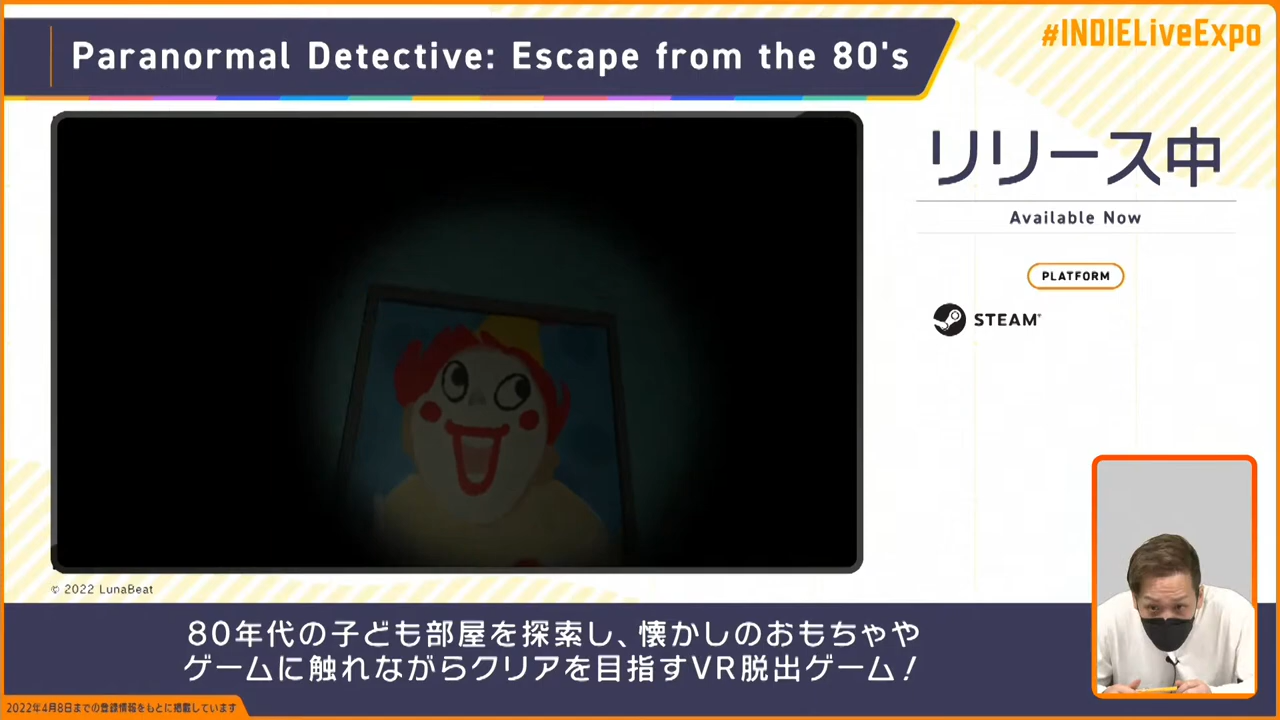 Paranormal Detective: Escape from the 80's
#INDIELiveExpo
リリース中
Available Now
PLATFORM
STEAM
© 2022 LunaBeat
80年代の子ども部屋を探索し、懐かしのおもちゃや
ゲームに触れながらクリアを目指すVR脱出ゲーム!
2022年4月8日までの登録情報をもとに掲載しています